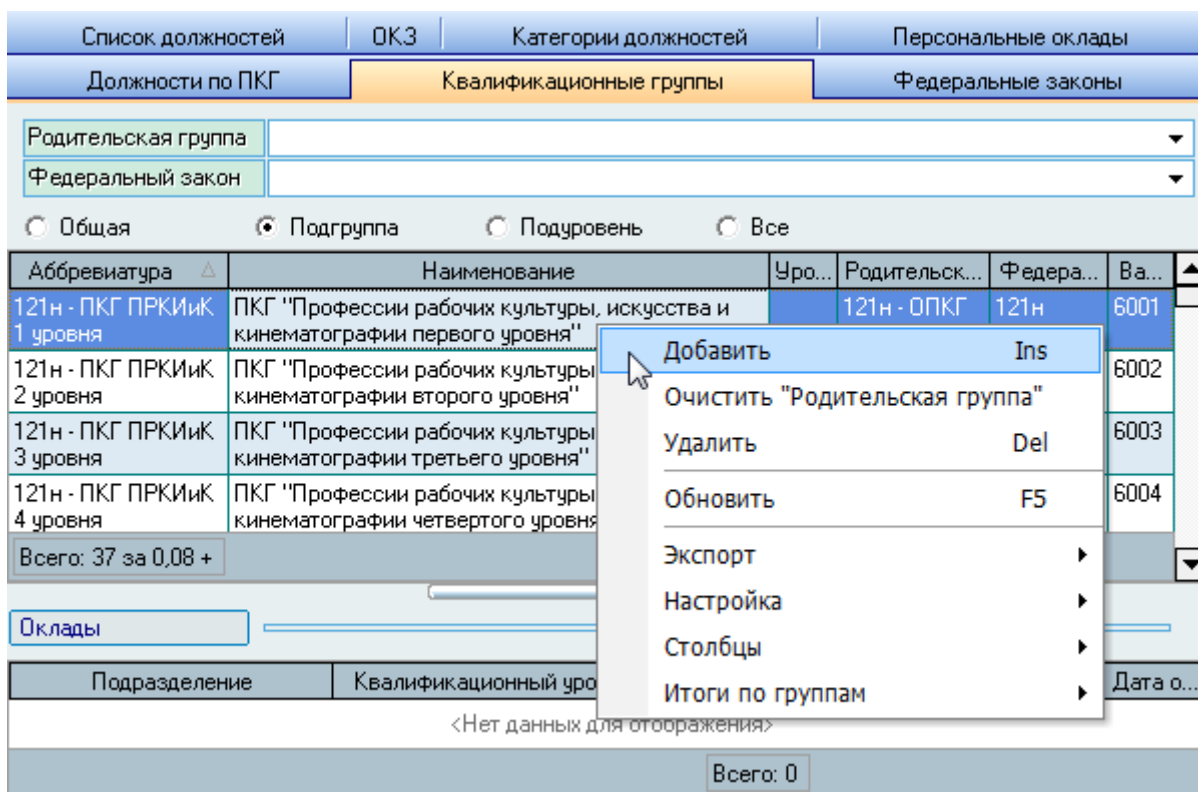 Список должностей ОКЗ Категории должностей Персональные оклады
Должности по ПКГ Квалификационные группы Федеральные законы
Родительская группа
Федеральный закон
Общая Подгруппа Подуровень Все
Аббревиатура Наименование Уро... Родительск... Федера... Ва...
121н - ПКГ ПРКИиК ПКГ "Профессии рабочих культуры, искусства и 121н - ОПКГ 121н 6001
1 уровня кинематографии первого уровня"
Добавить Ins
121н - ПКГ ПРКИиК ПКГ "Профессии рабочих культуры 6002
2 уровня кинематографии второго уровня"
Очистить "Родительская группа"
121н - ПКГ ПРКИиК ПКГ "Профессии рабочих культуры 6003
3 уровня кинематографии третьего уровня"
Удалить Del
121н - ПКГ ПРКИиК ПКГ "Профессии рабочих культуры 6004
4 уровня кинематографии четвертого уровня
Обновить F5
Всего: 37 за 0,08 +
Экспорт
Настройка
Оклады
Столбцы
Подразделение Квалификационный уро Дата о...
Итоги по группам
<Нет данных для отображения>
Всего: 0